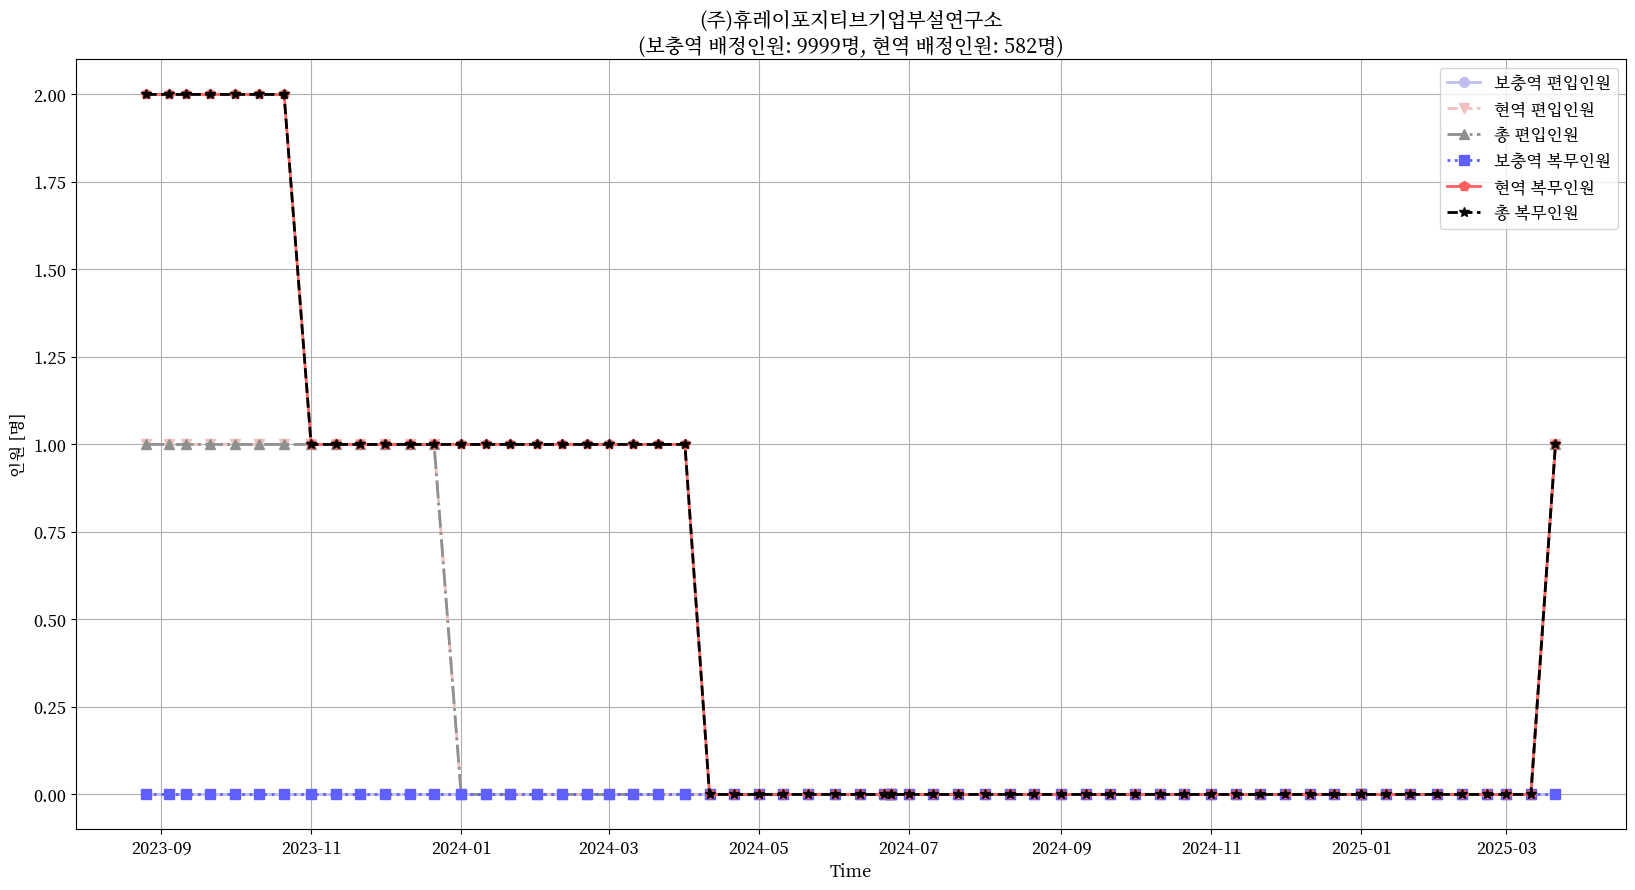 (주)휴레이포지티브기업부설연구소
(보충역 배정인원: 9999명, 현역 배정인원: 582명)
보충역 편입인원
현역 편입인원
총 편입인원
보충역 복무인원
현역 복무인원
총 복무인원
인원 [명]
2.00
1.75
1.50
1.25
1.00
0.75
0.50
0.25
0.00
2023-09 2023-11 2024-01 2024-03 2024-05 2024-07 2024-09 2024-11 2025-01 2025-03
Time